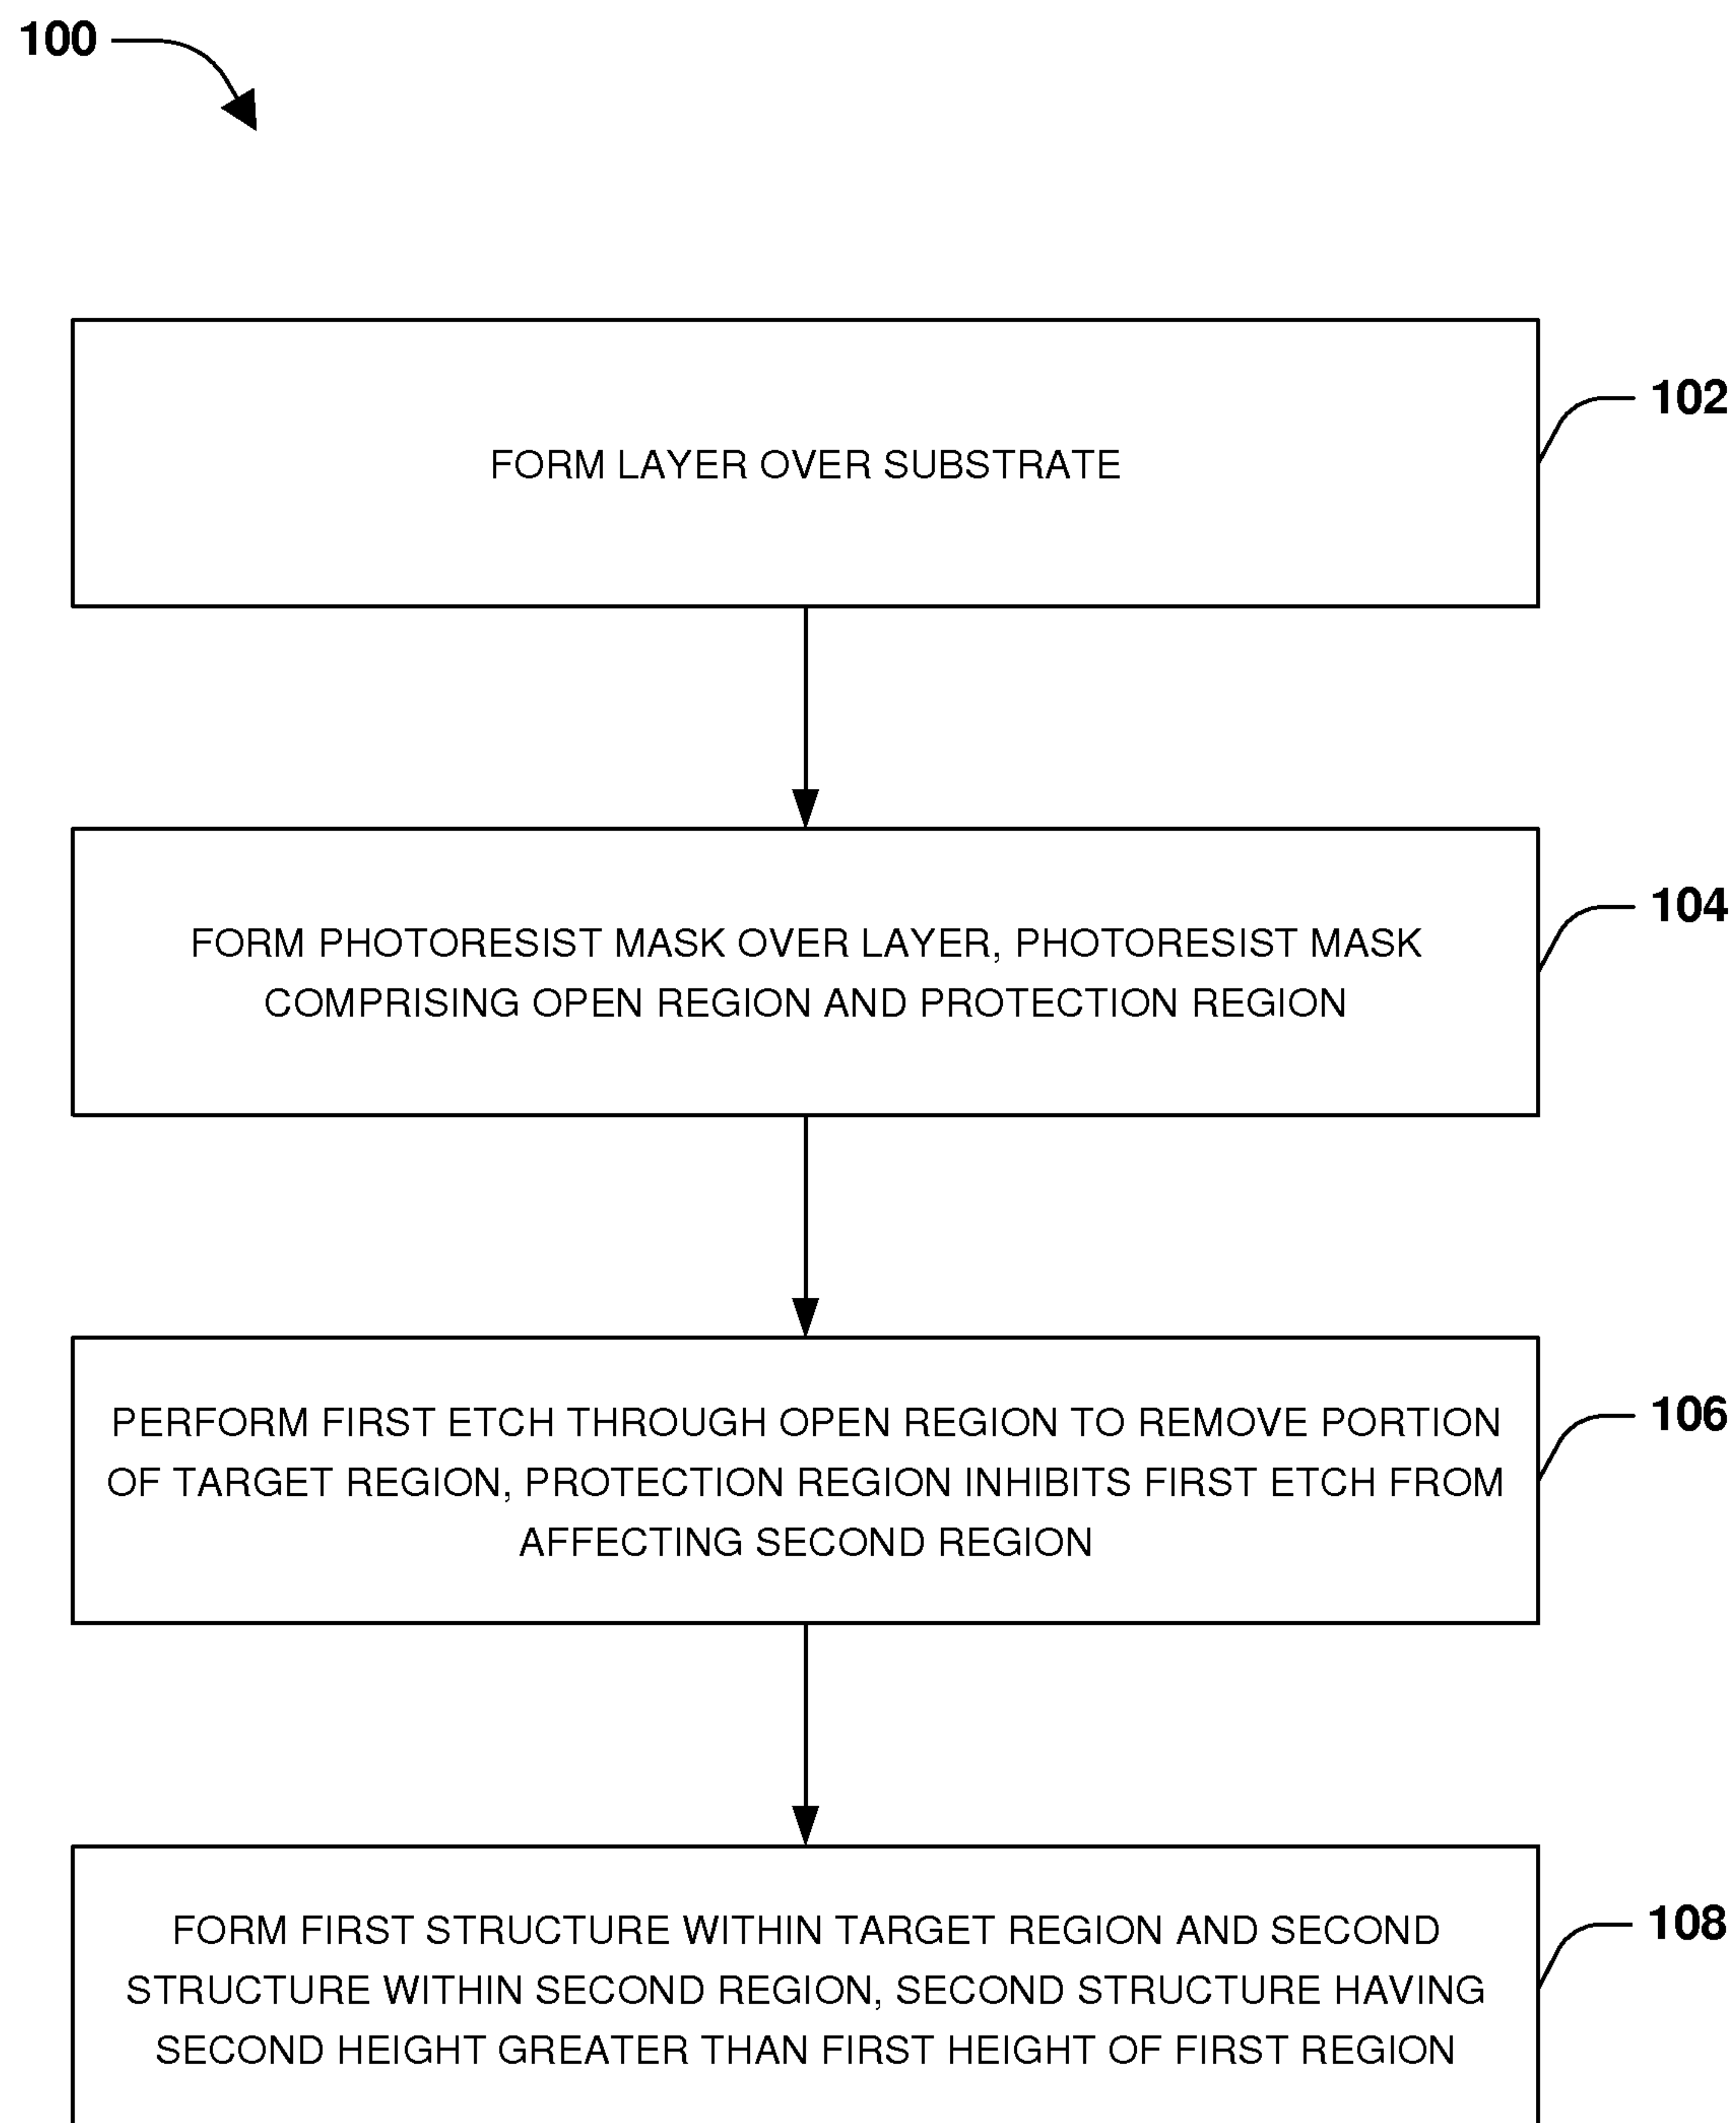 100
FORM LAYER OVER SUBSTRATE
102
FORM PHOTORESIST MASK OVER LAYER, PHOTORESIST MASK
COMPRISING OPEN REGION AND PROTECTION REGION
104
PERFORM FIRST ETCH THROUGH OPEN REGION TO REMOVE PORTION
OF TARGET REGION, PROTECTION REGION INHIBITS FIRST ETCH FROM
AFFECTING SECOND REGION
106
FORM FIRST STRUCTURE WITHIN TARGET REGION AND SECOND
STRUCTURE WITHIN SECOND REGION, SECOND STRUCTURE HAVING
SECOND HEIGHT GREATER THAN FIRST HEIGHT OF FIRST REGION
108